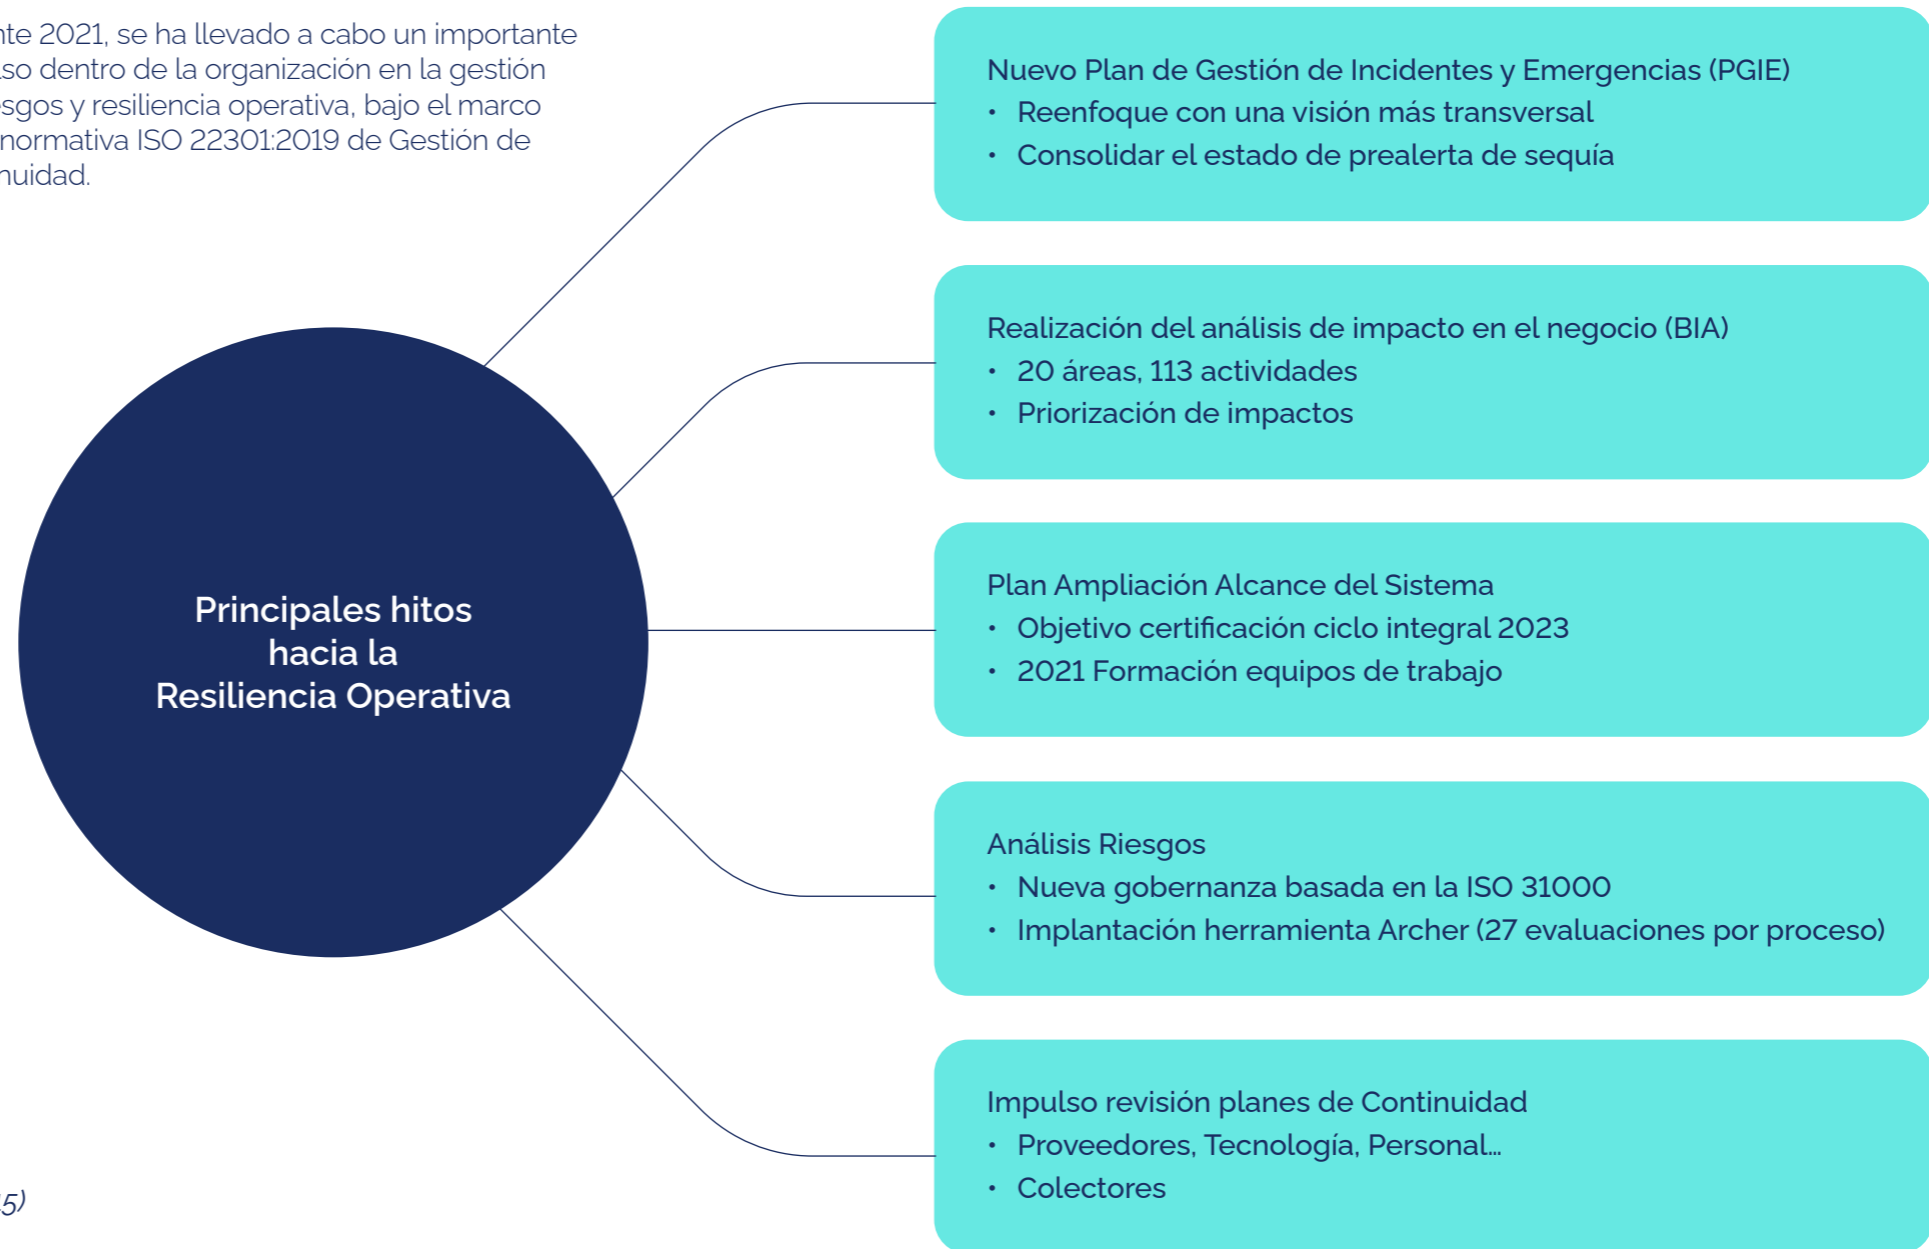 2021, se ha llevado a cabo un importante
dentro de la organización en la gestión
y resiliencia operativa, bajo el marco
normativa ISO 22301:2019 de Gestión de
Principales hitos
hacia la
Resiliencia Operativa
Nuevo Plan de Gestión de Incidentes y Emergencias (PGIE)
• Reenfoque con una visión más transversal
• Consolidar el estado de prealerta de sequía
Realización del análisis de impacto en el negocio (BIA)
• 20 áreas, 113 actividades
• Priorización de impactos
Plan Ampliación Alcance del Sistema
• Objetivo certificación ciclo integral 2023
• 2021 Formación equipos de trabajo
Análisis Riesgos
• Nueva gobernanza basada en la ISO 31000
• Implantación herramienta Archer (27 evaluaciones por proceso)
Impulso revisión planes de Continuidad
• Proveedores, Tecnología, Personal...
• Colectores